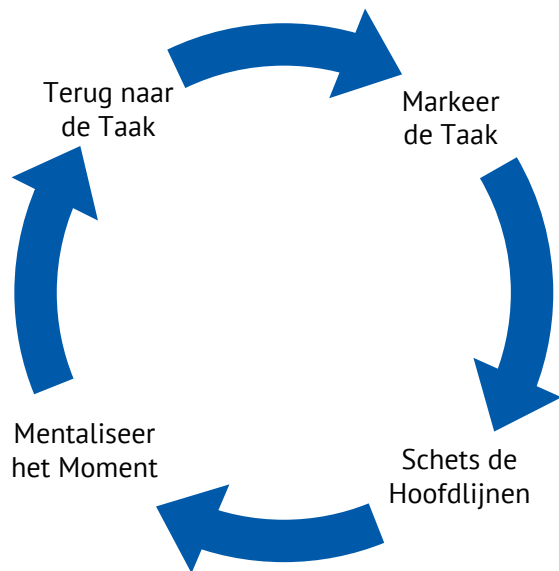 Terug naar
de Taak
Markeer
de Taak
Schets de
Hoofdlijnen
Mentaliseer
het Moment